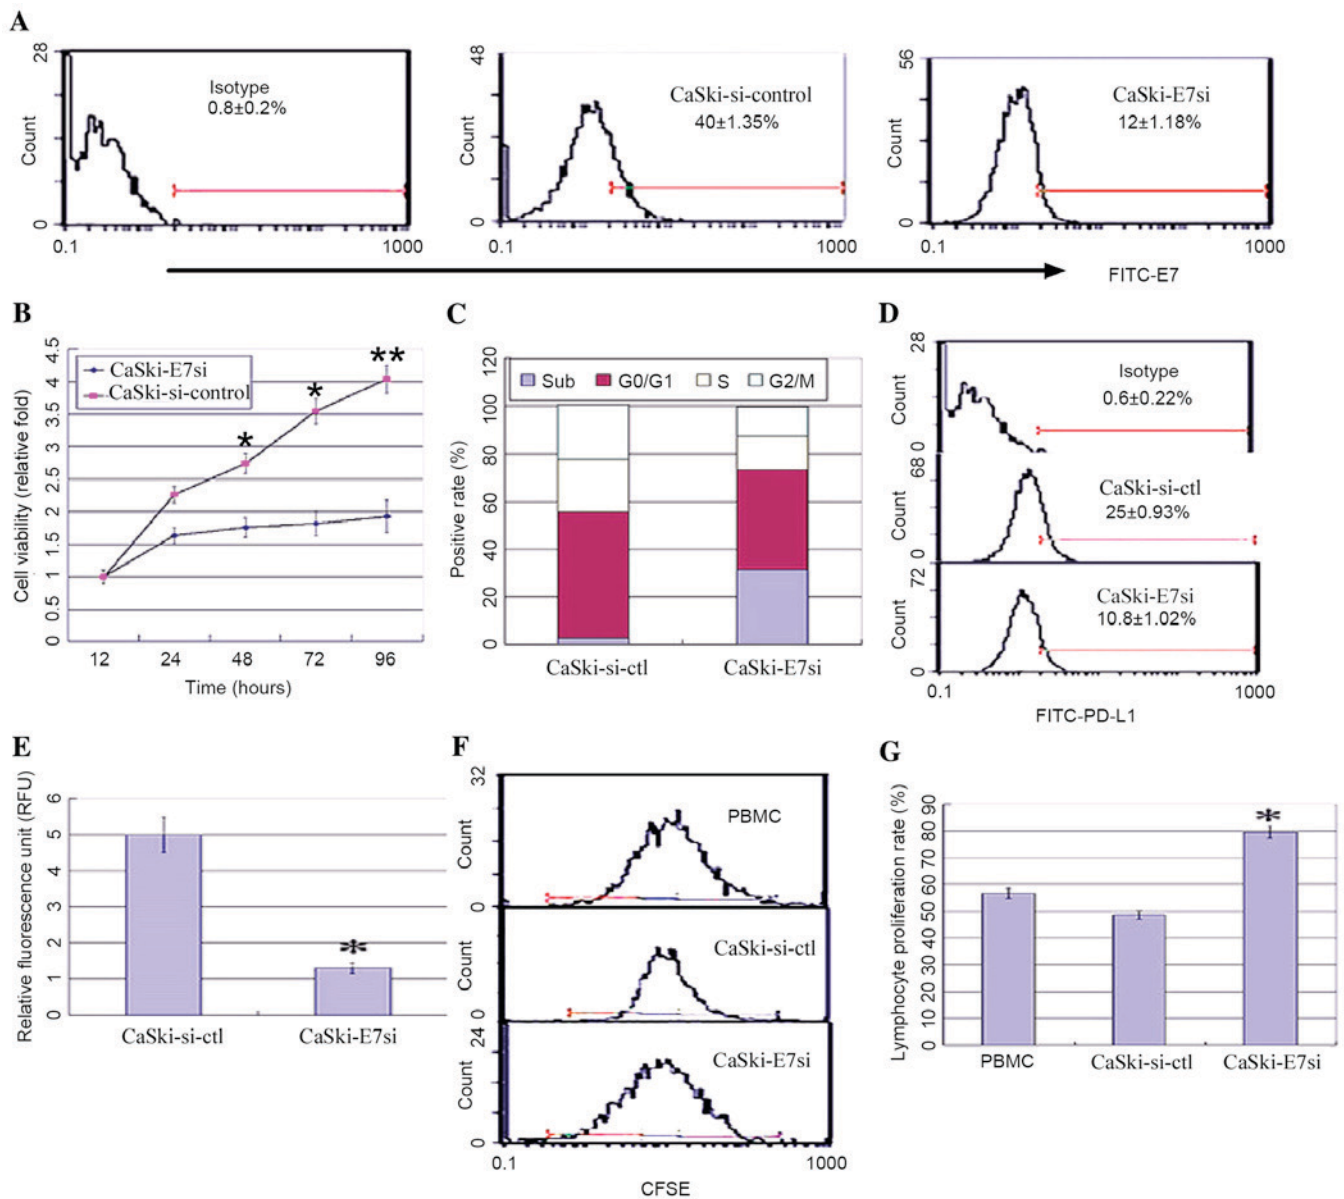 A
28
Count
0
0.1
1000
Isotype
0.8±0.2%
48
Count
0
0.1
1000
CaSki-si-control
40±1.35%
56
Count
0
0.1
1000
CaSki-E7si
12±1.18%
FITC-E7
B
Cell viability (relative fold)
4.5
4
3.5
3
2.5
2
1.5
1
0.5
0
CaSki-E7si
CaSki-si-control
*
*
**
12 24 48 72 96
Time (hours)
C
Positive rate (%)
120
100
80
60
40
20
0
Sub G0/G1 S G2/M
CaSki-si-ctl CaSki-E7si
D
28
Count
0
Isotype
0.6±0.22%
68
Count
0
CaSki-si-ctl
25±0.93%
72
Count
0
CaSki-E7si
10.8±1.02%
0.1 1000
FITC-PD-L1
E
Relative fluorescence unit (RFU)
6
5
4
3
2
1
0
*
CaSki-si-ctl CaSki-E7si
F
32
Count
0
PBMC
Count
0
CaSki-si-ctl
24
Count
0
CaSki-E7si
0.1 1000
CFSE
G
Lymphocyte proliferation rate (%)
90
80
70
60
50
40
30
20
10
0
*
PBMC CaSki-si-ctl CaSki-E7si